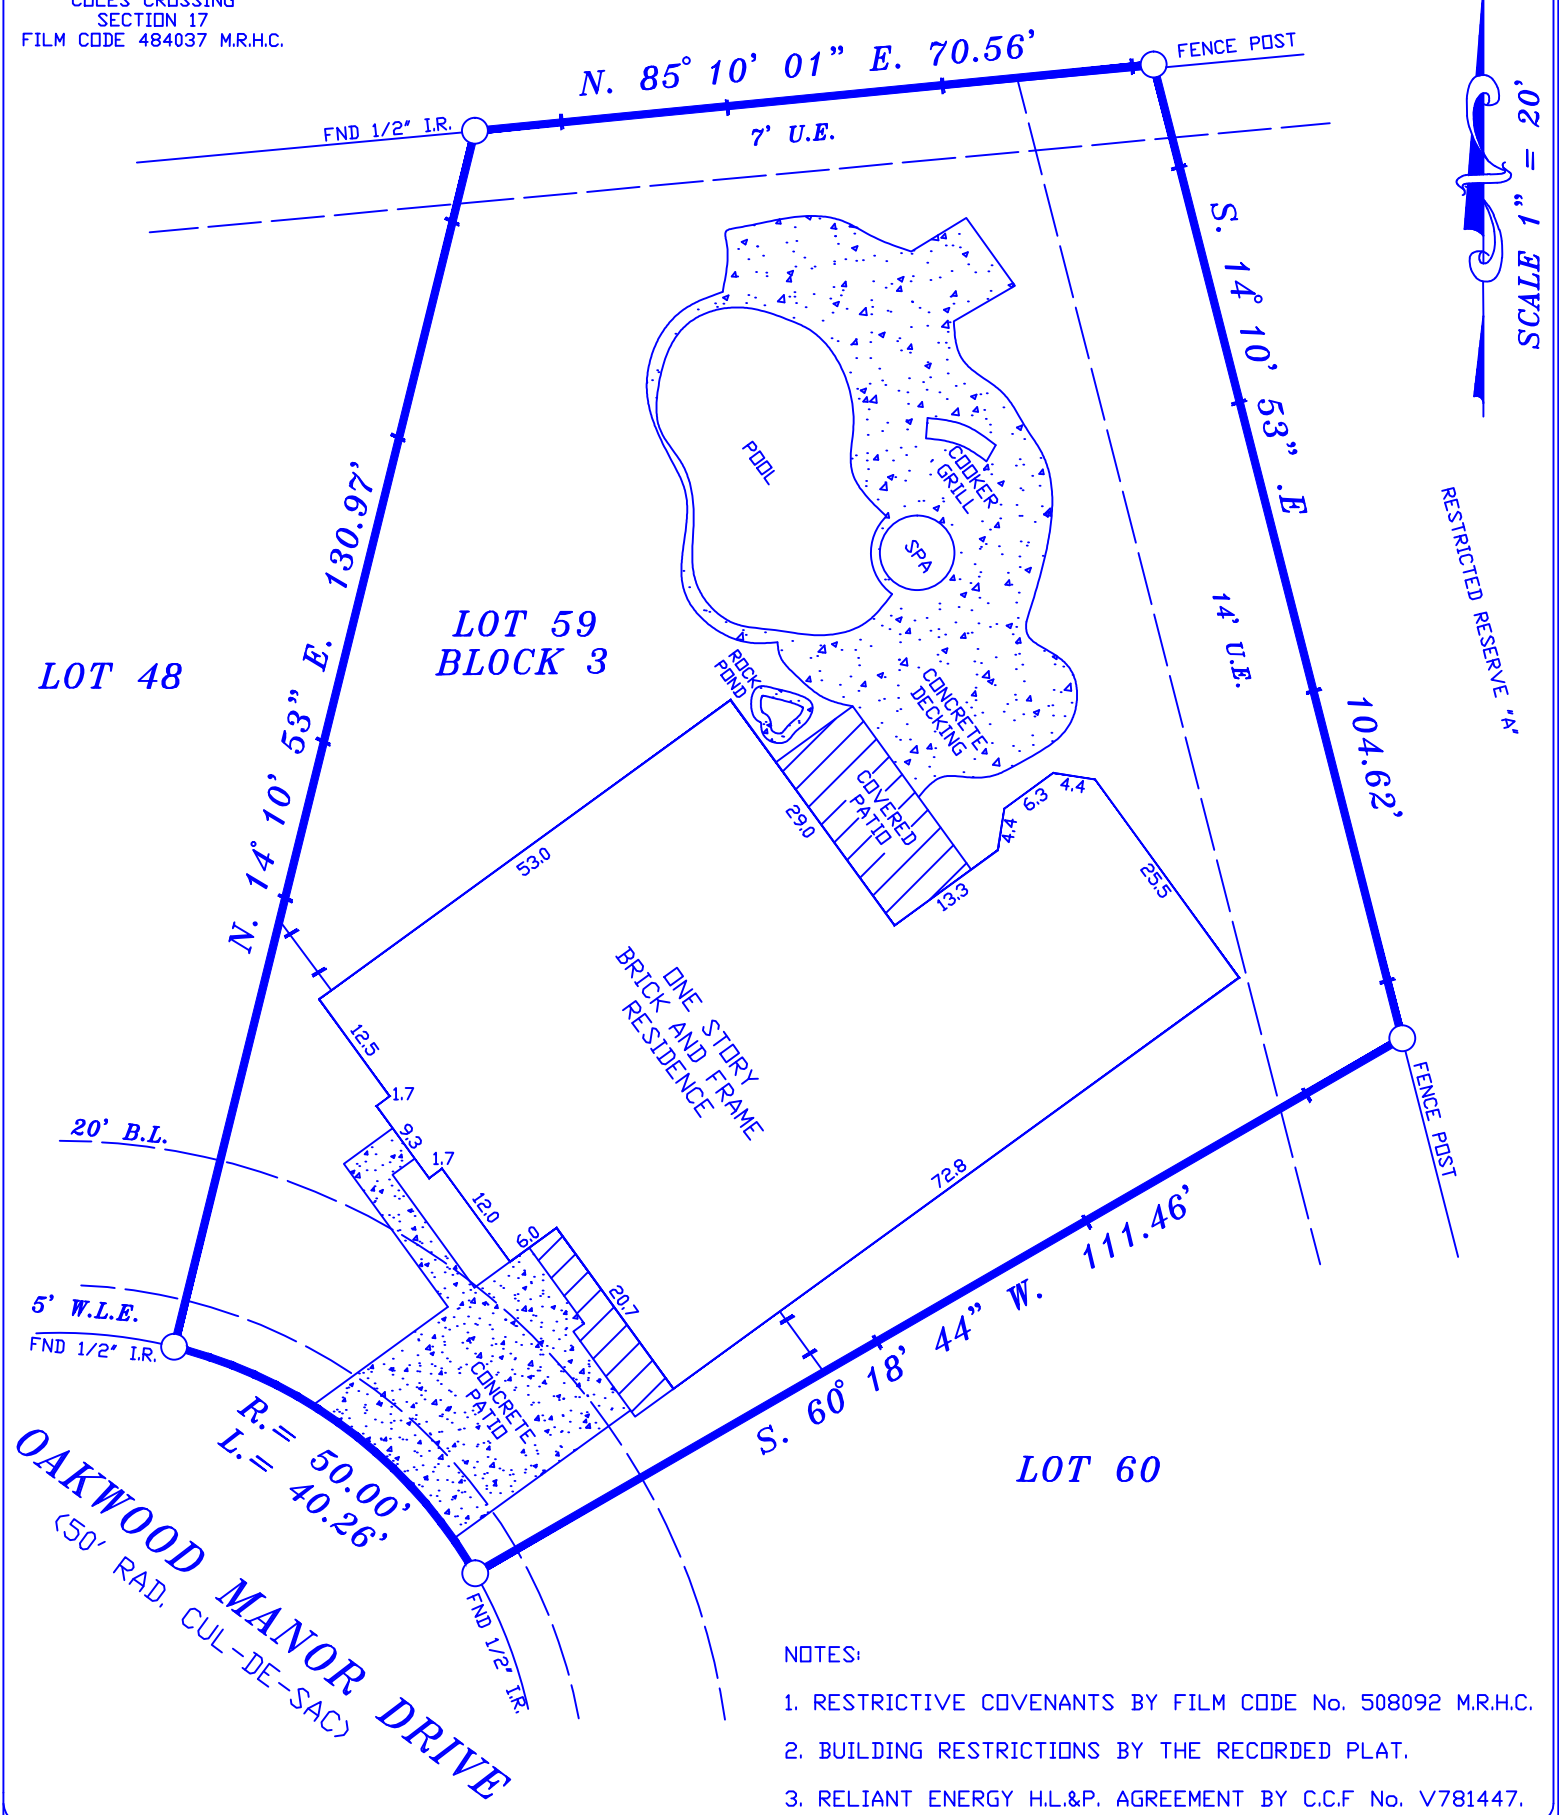 COLES CROSSING
SECTION 17
FILM CODE 484037 M.R.H.C.
N. 85° 10' 01" E. 70.56'
FENCE POST
FND 1/2" I.R.
7' U.E.
SCALE 1" = 20'
S. 14° 10' 53" .E
104.62'
RESTRICTED RESERVE "A"
14' U.E.
N. 14° 10' 53" E. 130.97'
LOT 48
LOT 59
BLOCK 3
POOL
COOKER
GRILL
SPA
ROCK
POND
CONCRETE
DECKING
COVERED
PATIO
29.0
13.3
4.4
6.3
4.4
25.5
53.0
ONE STORY
BRICK AND FRAME
RESIDENCE
12.5
1.7
9.3
1.7
12.0
6.0
20.7
72.8
FENCE POST
20' B.L.
5' W.L.E.
FND 1/2" I.R.
CONCRETE
PATIO
S. 60° 18' 44" W. 111.46'
R.= 50.00'
L.= 40.26'
LOT 60
OAKWOOD MANOR DRIVE
(50' RAD. CUL-DE-SAC)
FND 1/2" I.R.
NOTES:
1. RESTRICTIVE COVENANTS BY FILM CODE No. 508092 M.R.H.C.
2. BUILDING RESTRICTIONS BY THE RECORDED PLAT.
3. RELIANT ENERGY H.L.&P. AGREEMENT BY C.C.F No. V781447.